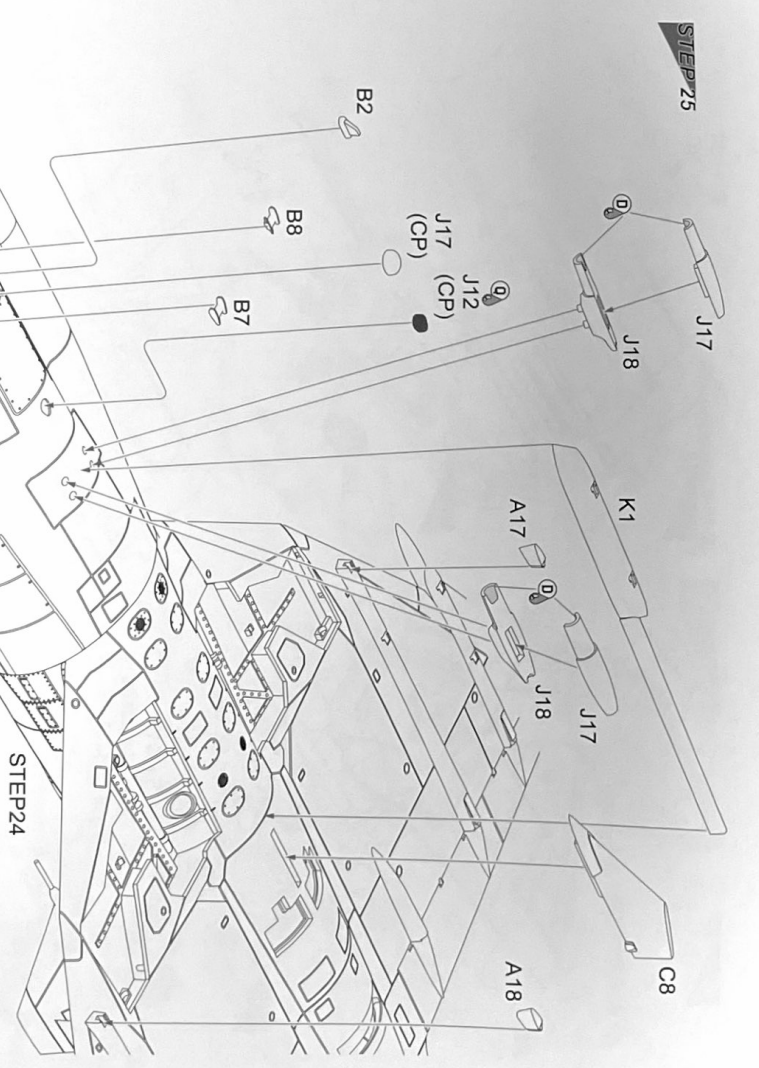 STEP 25
B2
B8
J17
(CP)
J12
(CP)
Q
B7
D
J17
J18
K1
A17
D
J18
J17
C8
A18
STEP24